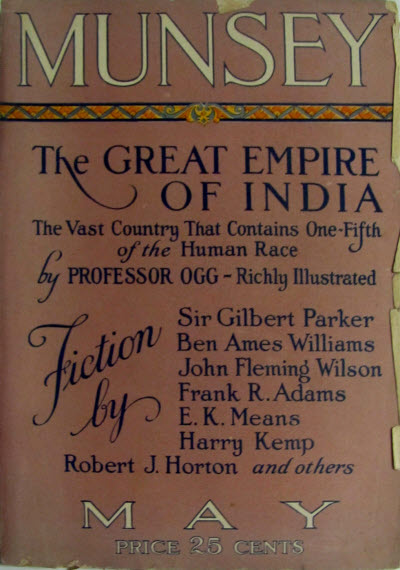 MUNSEY
The GREAT EMPIRE
OF INDIA
The Vast Country That Contains One-Fifth
of the Human Race
by PROFESSOR OGG - Richly Illustrated
Fiction by
Sir Gilbert Parker
Ben Ames Williams
John Fleming Wilson
Frank R. Adams
E. K. Means
Harry Kemp
Robert J. Horton and others
MAY
PRICE 25 CENTS